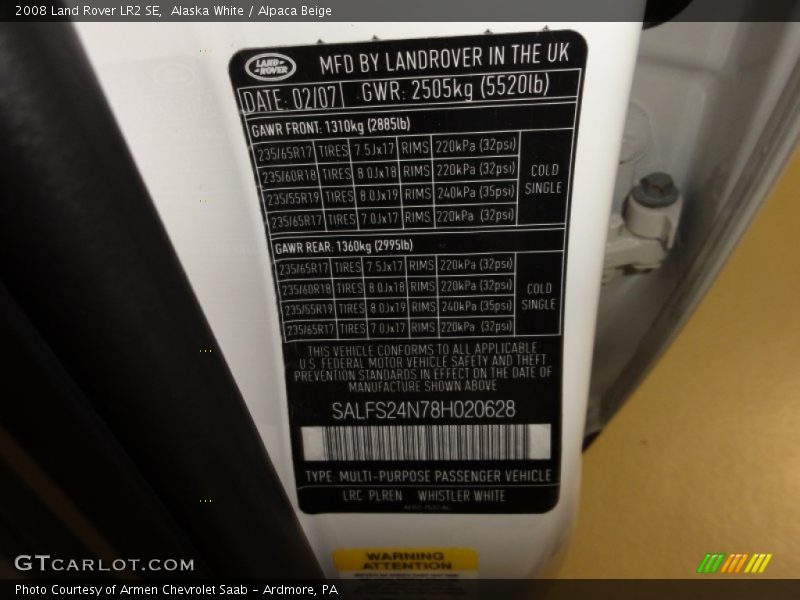 2008 Land Rover LR2 SE, Alaska White / Alpaca Beige
LAND-ROVER
MFD BY LANDROVER IN THE UK
DATE: 02/07 GWR: 2505kg (5520lb)
GAWR FRONT: 1310kg (2885lb)
235/65R17 TIRES 7.5Jx17 RIMS 220kPa (32psi)
235/60R18 TIRES 8.0Jx18 RIMS 220kPa (32psi)
235/55R19 TIRES 8.0Jx19 RIMS 240kPa (35psi)
235/65R17 TIRES 7.0Jx17 RIMS 220kPa (32psi)
COLD
SINGLE
GAWR REAR: 1360kg (2995lb)
235/65R17 TIRES 7.5Jx17 RIMS 220kPa (32psi)
235/60R18 TIRES 8.0Jx18 RIMS 220kPa (32psi)
235/55R19 TIRES 8.0Jx19 RIMS 240kPa (35psi)
235/65R17 TIRES 7.0Jx17 RIMS 220kPa (32psi)
COLD
SINGLE
THIS VEHICLE CONFORMS TO ALL APPLICABLE
U.S. FEDERAL MOTOR VEHICLE SAFETY AND THEFT
PREVENTION STANDARDS IN EFFECT ON THE DATE OF
MANUFACTURE SHOWN ABOVE
SALFS24N78H020628
TYPE: MULTI-PURPOSE PASSENGER VEHICLE
LRC PLREN WHISTLER WHITE
WARNING
ATTENTION
GTCARLOT.COM
Photo Courtesy of Armen Chevrolet Saab - Ardmore, PA